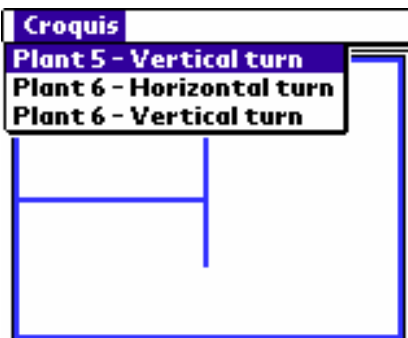 Croquis
Plant 5 - Vertical turn
Plant 6 - Horizontal turn
Plant 6 - Vertical turn